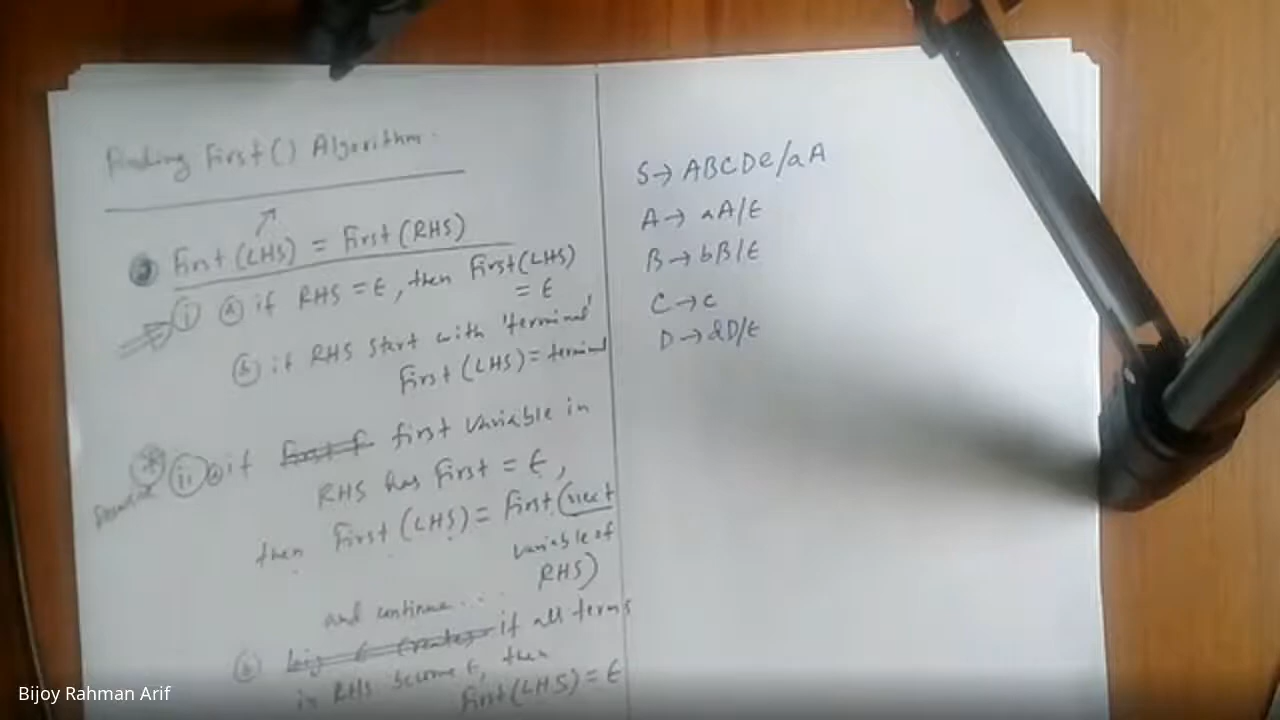 Finding First() Algorithm.
First(LHS) = First(RHS)
(i) (a) if RHS = ϵ, then First(LHS)
= ϵ
(b) if RHS start with 'terminal'
First(LHS) = terminal
(ii) (a) if first variable in
RHS has First = ϵ,
then First(LHS) = First(next
variable of
RHS)
and continue....
(b) if all terms
in RHS become ϵ, then
First(LHS) = ϵ
S → ABCDe/aA
A → aA/ϵ
B → bB/ϵ
C → c
D → dD/ϵ
Bijoy Rahman Arif